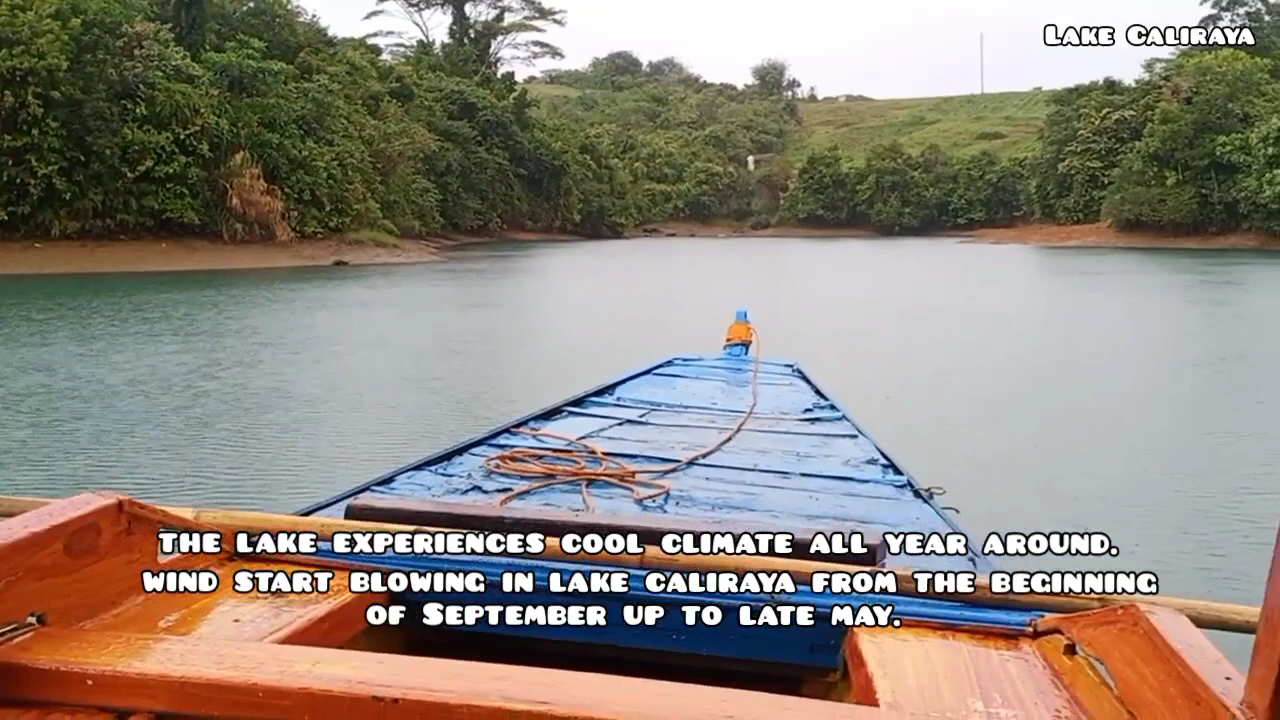 Lake Caliraya
The lake experiences cool climate all year around.
Wind start blowing in Lake Caliraya from the beginning
of September up to late May.